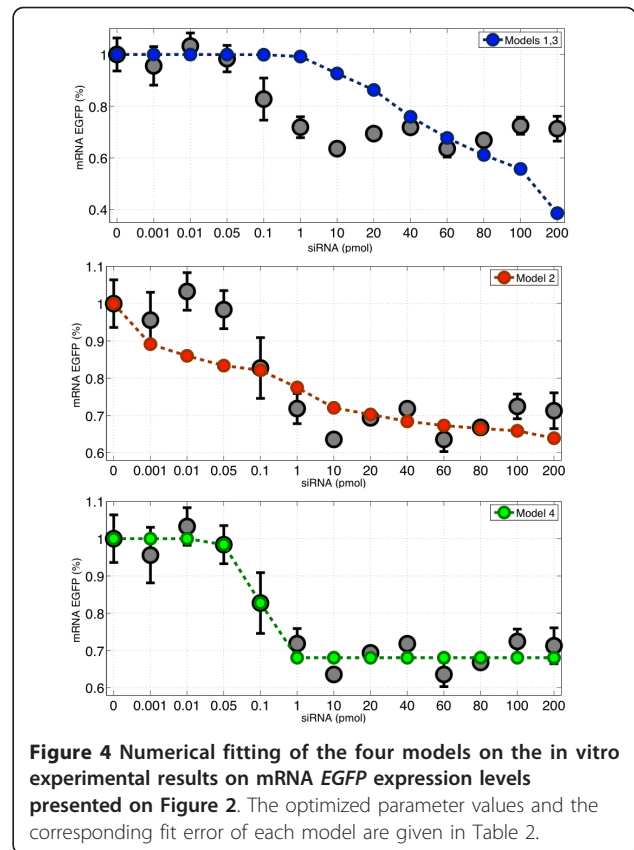 Models 1,3
1
0.8
0.6
0.4
mRNA EGFP (%)
0 0.001 0.01 0.05 0.1 1 10 20 40 60 80 100 200
siRNA (pmol)
Model 2
1.1
1
0.9
0.8
0.7
0.6
mRNA EGFP (%)
0 0.001 0.01 0.05 0.1 1 10 20 40 60 80 100 200
siRNA (pmol)
Model 4
1.1
1
0.9
0.8
0.7
0.6
mRNA EGFP (%)
0 0.001 0.01 0.05 0.1 1 10 20 40 60 80 100 200
siRNA (pmol)
Figure 4 Numerical fitting of the four models on the in vitro
experimental results on mRNA EGFP expression levels
presented on Figure 2. The optimized parameter values and the
corresponding fit error of each model are given in Table 2.